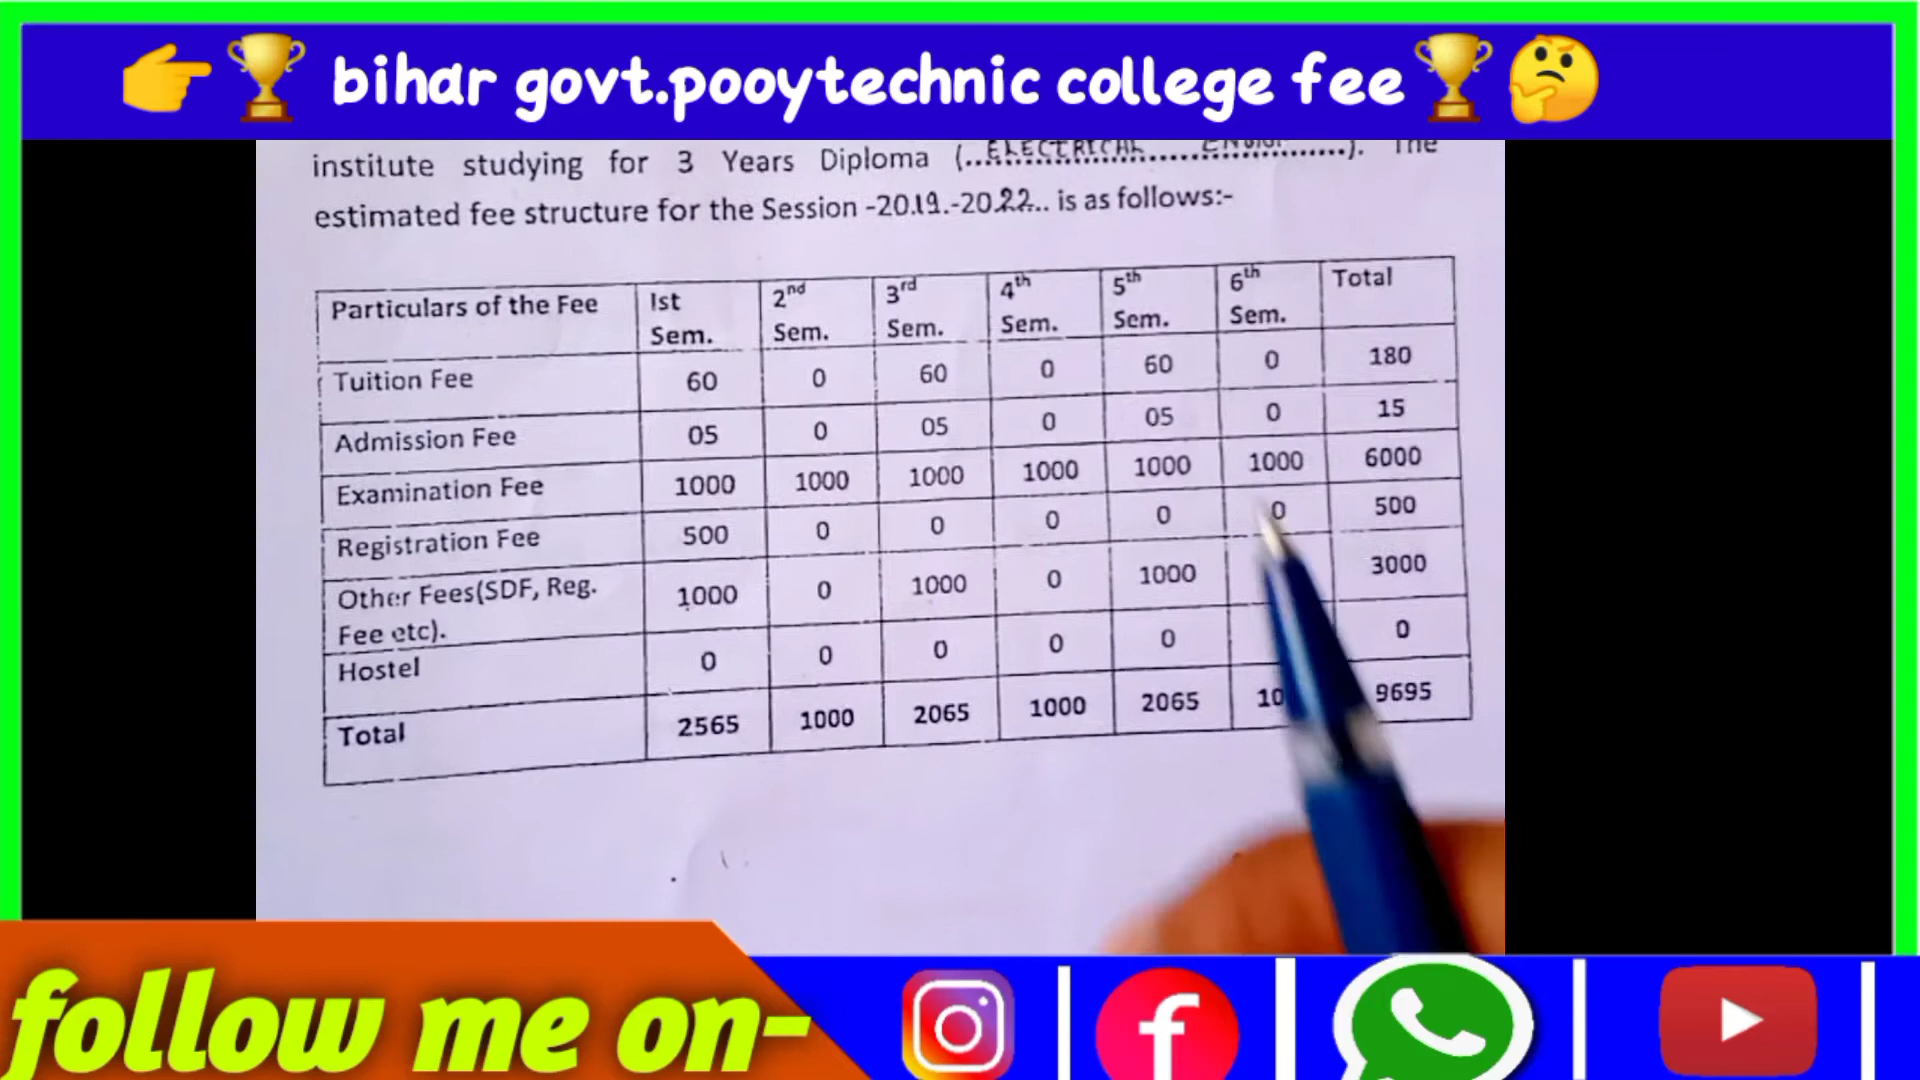 👉🏆 bihar govt.pooytechnic college fee🏆🤔
institute studying for 3 Years Diploma (...ELECTRICAL ......). The
estimated fee structure for the Session -2019.-2022... is as follows:-
Particulars of the Fee Ist Sem. 2nd Sem. 3rd Sem. 4th Sem. 5th Sem. 6th Sem. Total
Tuition Fee 60 0 60 0 60 0 180
Admission Fee 05 0 05 0 05 0 15
Examination Fee 1000 1000 1000 1000 1000 1000 6000
Registration Fee 500 0 0 0 0 0 500
Other Fees(SDF, Reg. Fee etc). 1000 0 1000 0 1000 3000
Hostel 0 0 0 0 0 0
Total 2565 1000 2065 1000 2065 10 9695
follow me on-